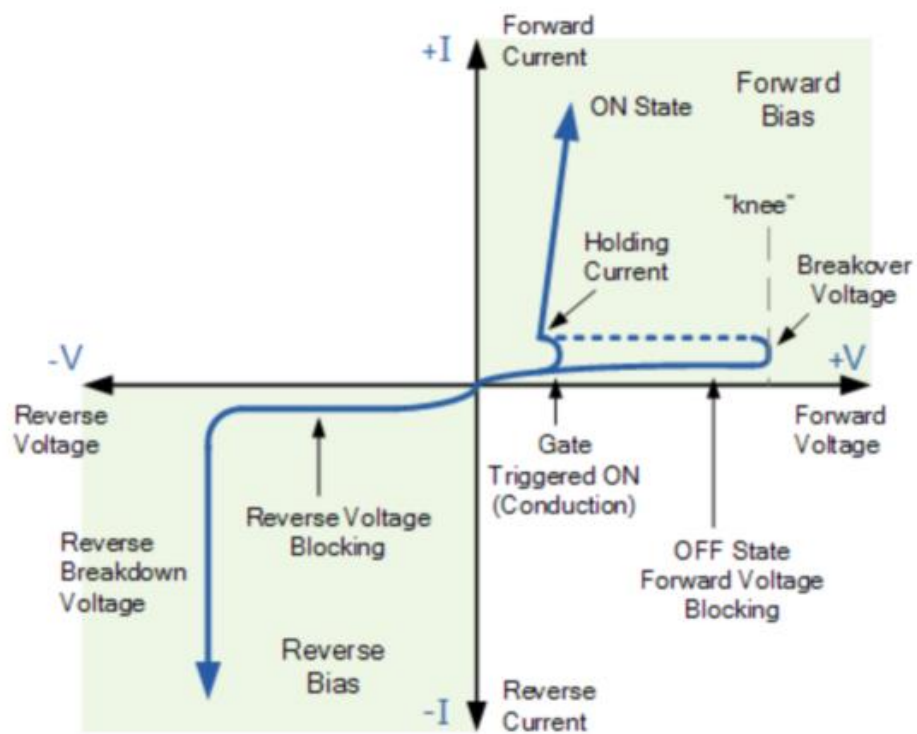 +I
Forward
Current
ON State
Forward
Bias
"knee"
Holding
Current
Breakover
Voltage
-V
+V
Reverse
Voltage
Forward
Voltage
Gate
Triggered ON
(Conduction)
Reverse Voltage
Blocking
Reverse
Breakdown
Voltage
OFF State
Forward Voltage
Blocking
Reverse
Bias
-I
Reverse
Current